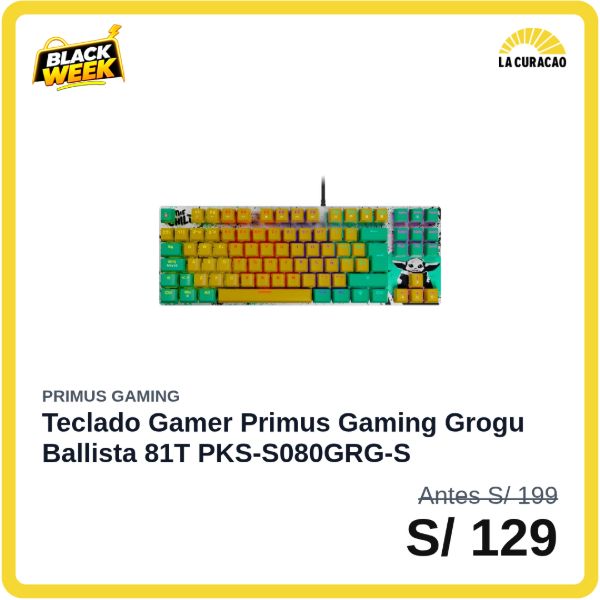 BLACK
WEEK
LA CURACAO
PRIMUS GAMING
Teclado Gamer Primus Gaming Grogu
Ballista 81T PKS-S080GRG-S
Antes S/ 199
S/ 129